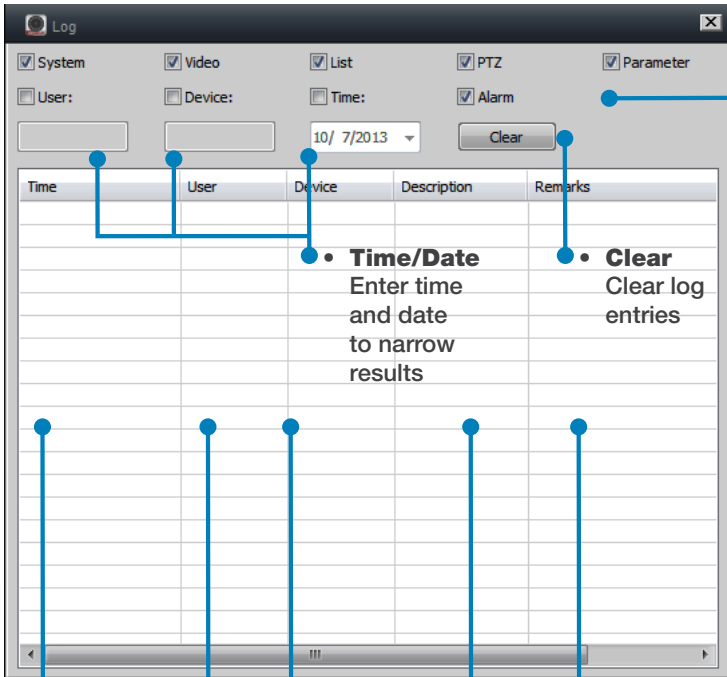 Log
System Video List PTZ Parameter
User: Device: Time: Alarm
10/ 7/2013 Clear
Time User Device Description Remarks
• Time/Date
Enter time
and date
to narrow
results
• Clear
Clear log
entries